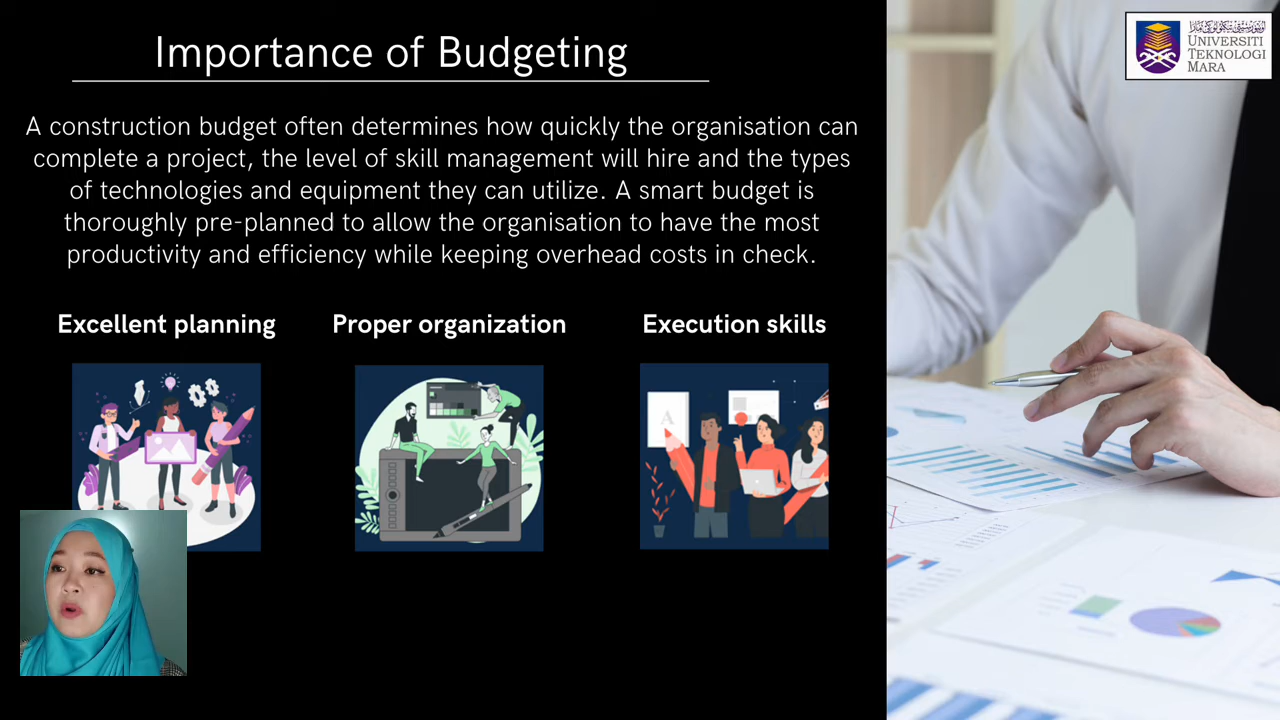 Importance of Budgeting
A construction budget often determines how quickly the organisation can
complete a project, the level of skill management will hire and the types
of technologies and equipment they can utilize. A smart budget is
thoroughly pre-planned to allow the organisation to have the most
productivity and efficiency while keeping overhead costs in check.
Excellent planning
Proper organization
Execution skills
A
UNIVERSITI
TEKNOLOGI
MARA